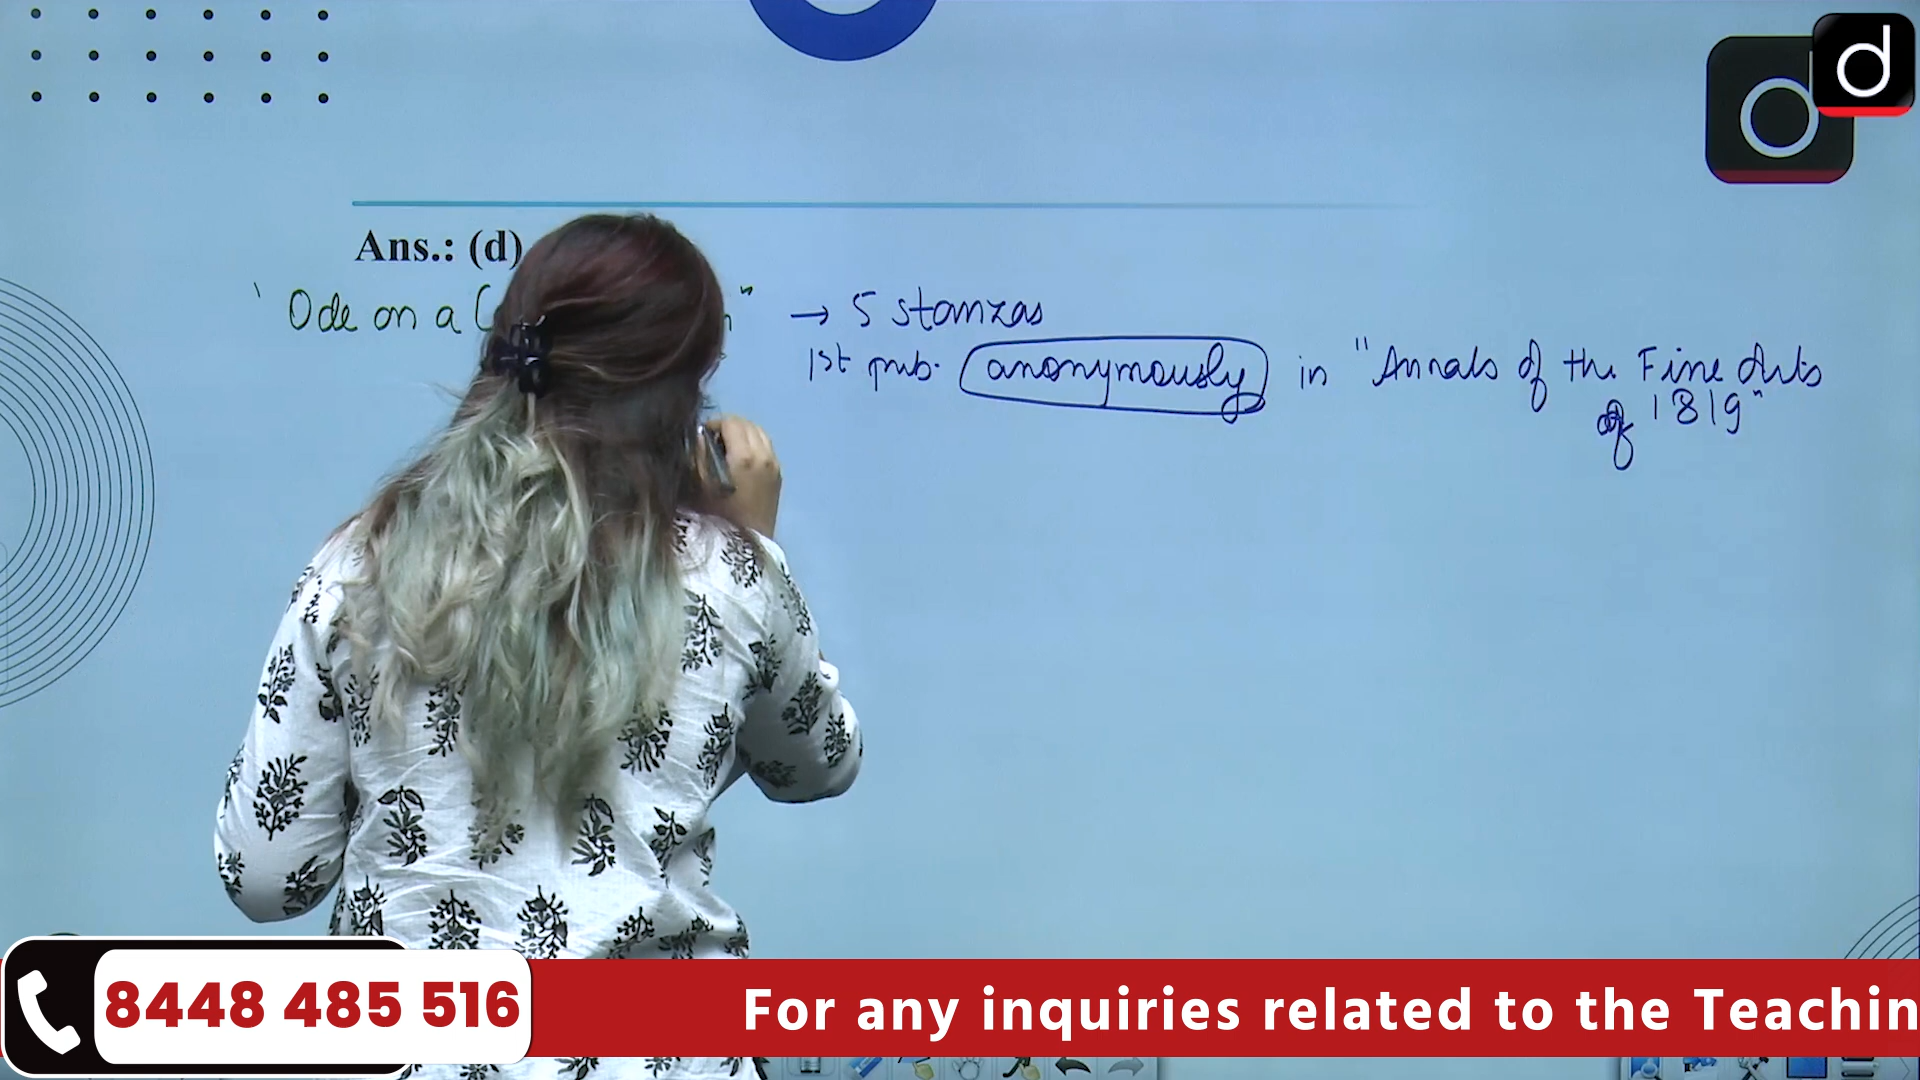 d
Ans.: (d)
Ode on a → 5 stanzas
1st pub. anonymously in "Annals of the Fine Arts
of 1819"
8448 485 516
For any inquiries related to the Teachin